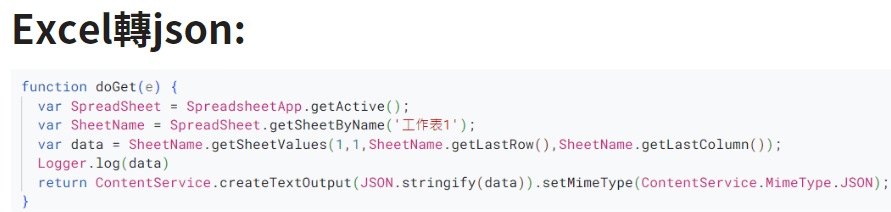 Excel轉json:
function doGet(e) {
  var SpreadSheet = SpreadsheetApp.getActive();
  var SheetName = SpreadSheet.getSheetByName('工作表1');
  var data = SheetName.getSheetValues(1,1,SheetName.getLastRow(),SheetName.getLastColumn());
  Logger.log(data)
  return ContentService.createTextOutput(JSON.stringify(data)).setMimeType(ContentService.MimeType.JSON);
}